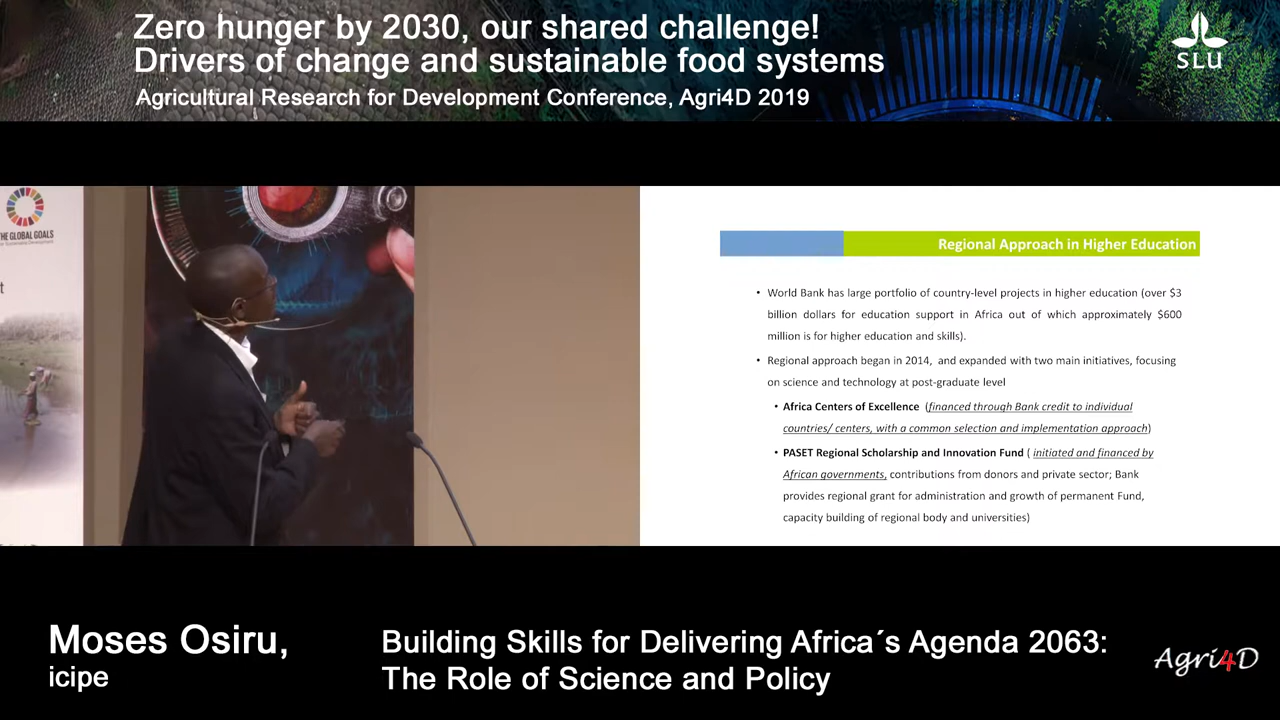 Zero hunger by 2030, our shared challenge!
Drivers of change and sustainable food systems
Agricultural Research for Development Conference, Agri4D 2019
SLU
THE GLOBAL GOALS
Regional Approach in Higher Education
• World Bank has large portfolio of country-level projects in higher education (over $3
billion dollars for education support in Africa out of which approximately $600
million is for higher education and skills).
• Regional approach began in 2014, and expanded with two main initiatives, focusing
on science and technology at post-graduate level
• Africa Centers of Excellence (financed through Bank credit to individual
countries/ centers, with a common selection and implementation approach)
• PASET Regional Scholarship and Innovation Fund ( initiated and financed by
African governments, contributions from donors and private sector; Bank
provides regional grant for administration and growth of permanent Fund,
capacity building of regional body and universities)
Moses Osiru,
icipe
Building Skills for Delivering Africa´s Agenda 2063:
The Role of Science and Policy
Agri4D